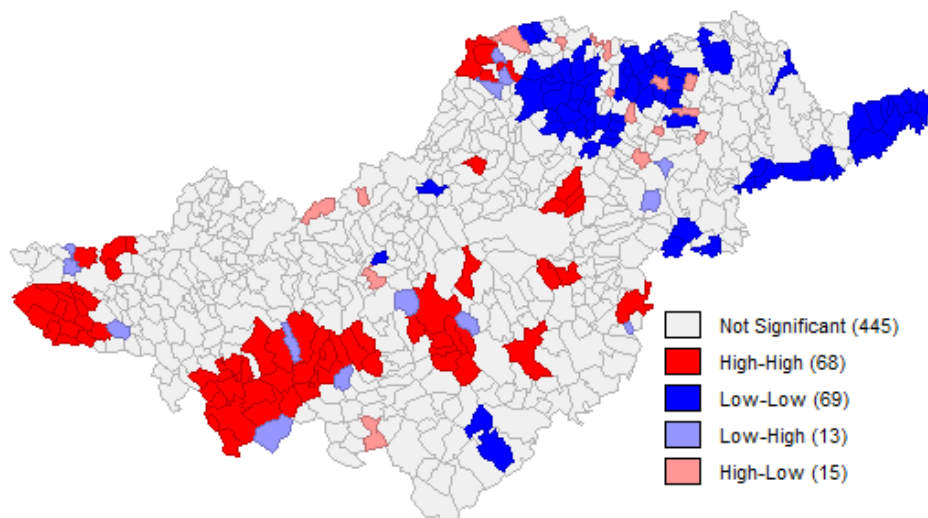 Not Significant (445)
High-High (68)
Low-Low (69)
Low-High (13)
High-Low (15)